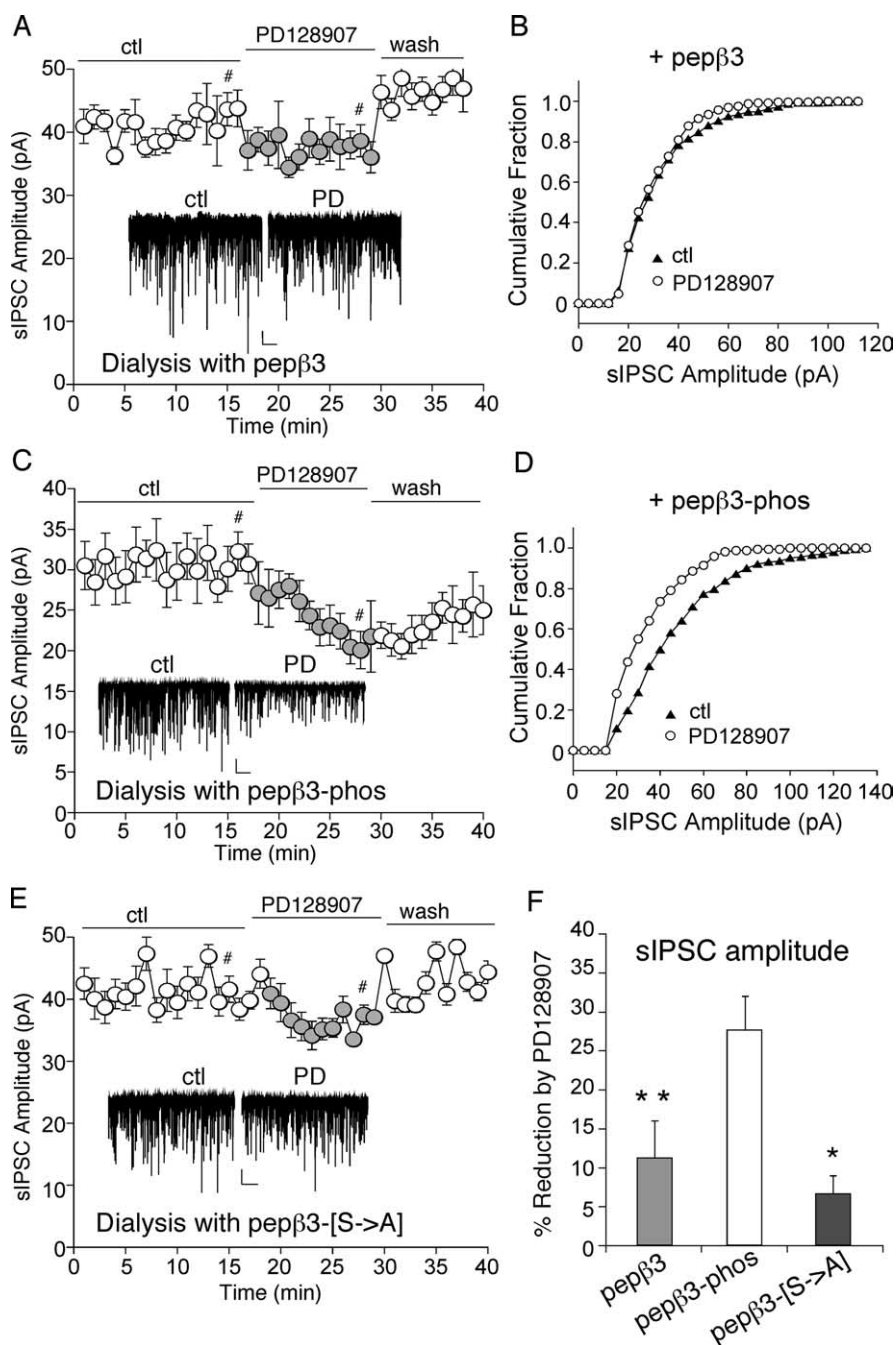 A
ctl
PD128907
wash
#
#
50
40
30
20
10
0
sIPSC Amplitude (pA)
ctl
PD
Dialysis with pepβ3
0 5 10 15 20 25 30 35 40
Time (min)
B
+ pepβ3
1.0
0.8
0.6
0.4
0.2
0
Cumulative Fraction
ctl
PD128907
0 20 40 60 80 100 120
sIPSC Amplitude (pA)
C
ctl
PD128907
wash
#
#
40
35
30
25
20
15
10
5
0
sIPSC Amplitude (pA)
ctl
PD
Dialysis with pepβ3-phos
0 5 10 15 20 25 30 35 40
Time (min)
D
+ pepβ3-phos
1.0
0.8
0.6
0.4
0.2
0
Cumulative Fraction
ctl
PD128907
0 20 40 60 80 100 120 140
sIPSC Amplitude (pA)
E
ctl
PD128907
wash
#
#
50
40
30
20
10
0
sIPSC Amplitude (pA)
ctl
PD
Dialysis with pepβ3-[S->A]
0 5 10 15 20 25 30 35 40
Time (min)
F
sIPSC amplitude
40
35
30
25
20
15
10
5
0
% Reduction by PD128907
* *
*
pepβ3
pepβ3-phos
pepβ3-[S->A]